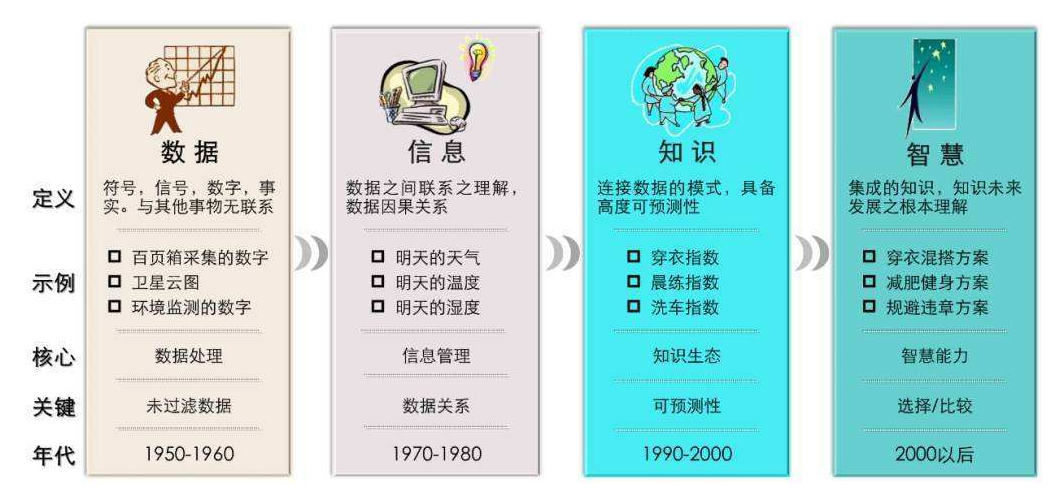 数据
信息
知识
智慧
定义
符号，信号，数字，事
实。与其他事物无联系
数据之间联系之理解，
数据因果关系
连接数据的模式，具备
高度可预测性
集成的知识，知识未来
发展之根本理解
示例
百页箱采集的数字
卫星云图
环境监测的数字
明天的天气
明天的温度
明天的湿度
穿衣指数
晨练指数
洗车指数
穿衣混搭方案
减肥健身方案
规避违章方案
核心
数据处理
信息管理
知识生态
智慧能力
关键
未过滤数据
数据关系
可预测性
选择/比较
年代
1950-1960
1970-1980
1990-2000
2000以后